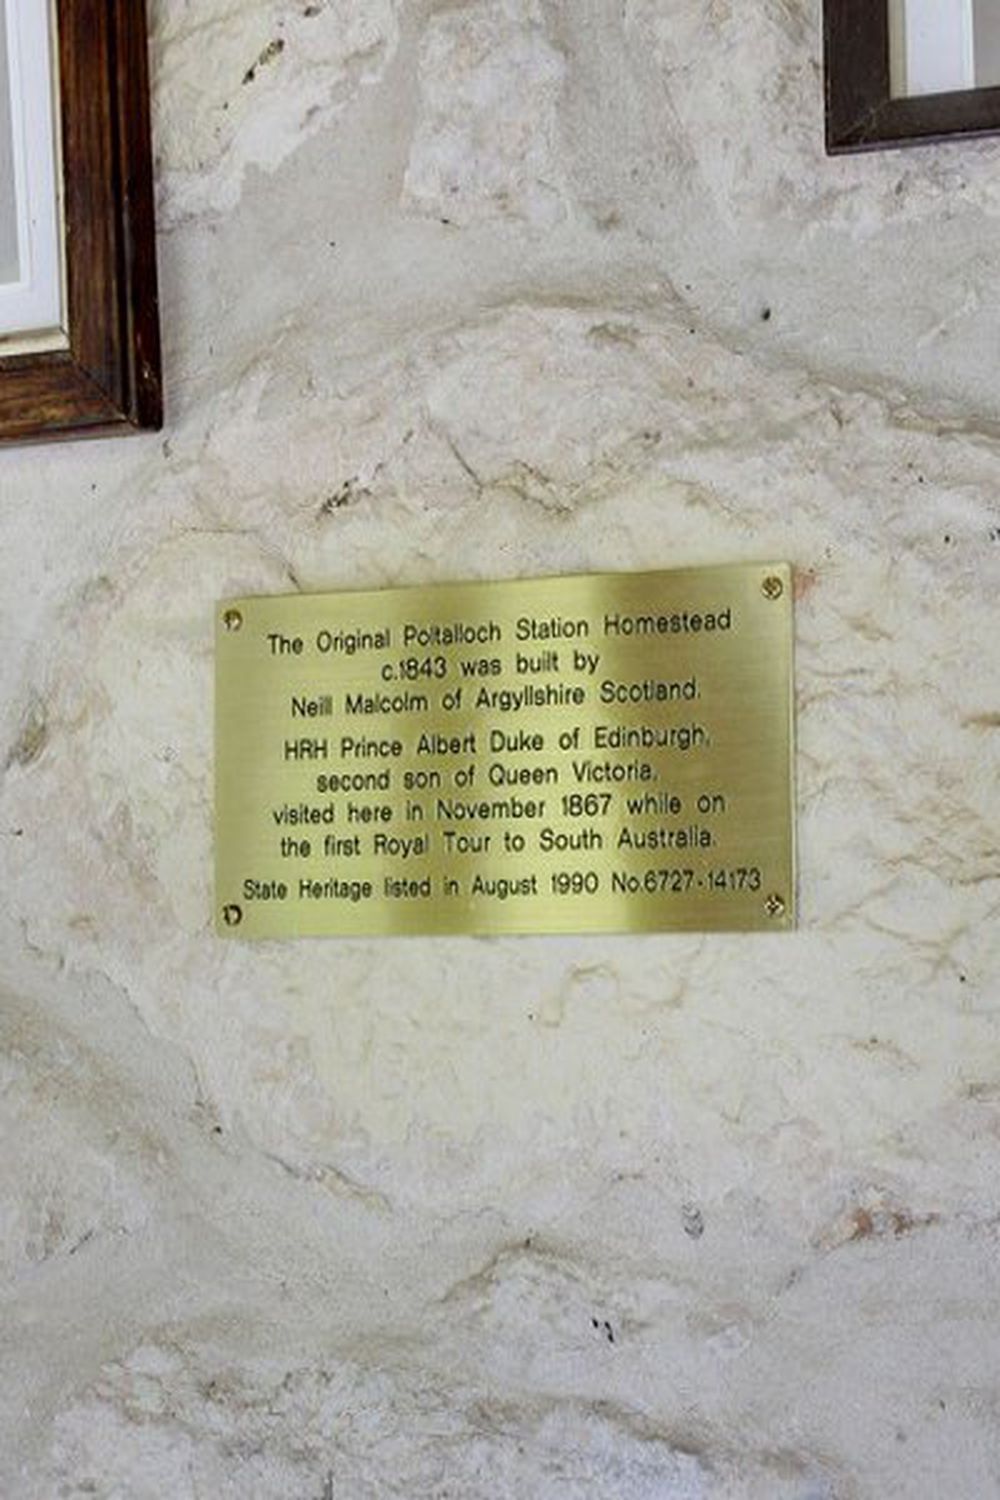 The Original Poltalloch Station Homestead
c.1843 was built by
Neill Malcolm of Argyllshire Scotland.
HRH Prince Albert Duke of Edinburgh,
second son of Queen Victoria,
visited here in November 1867 while on
the first Royal Tour to South Australia.
State Heritage listed in August 1990 No.6727-14173